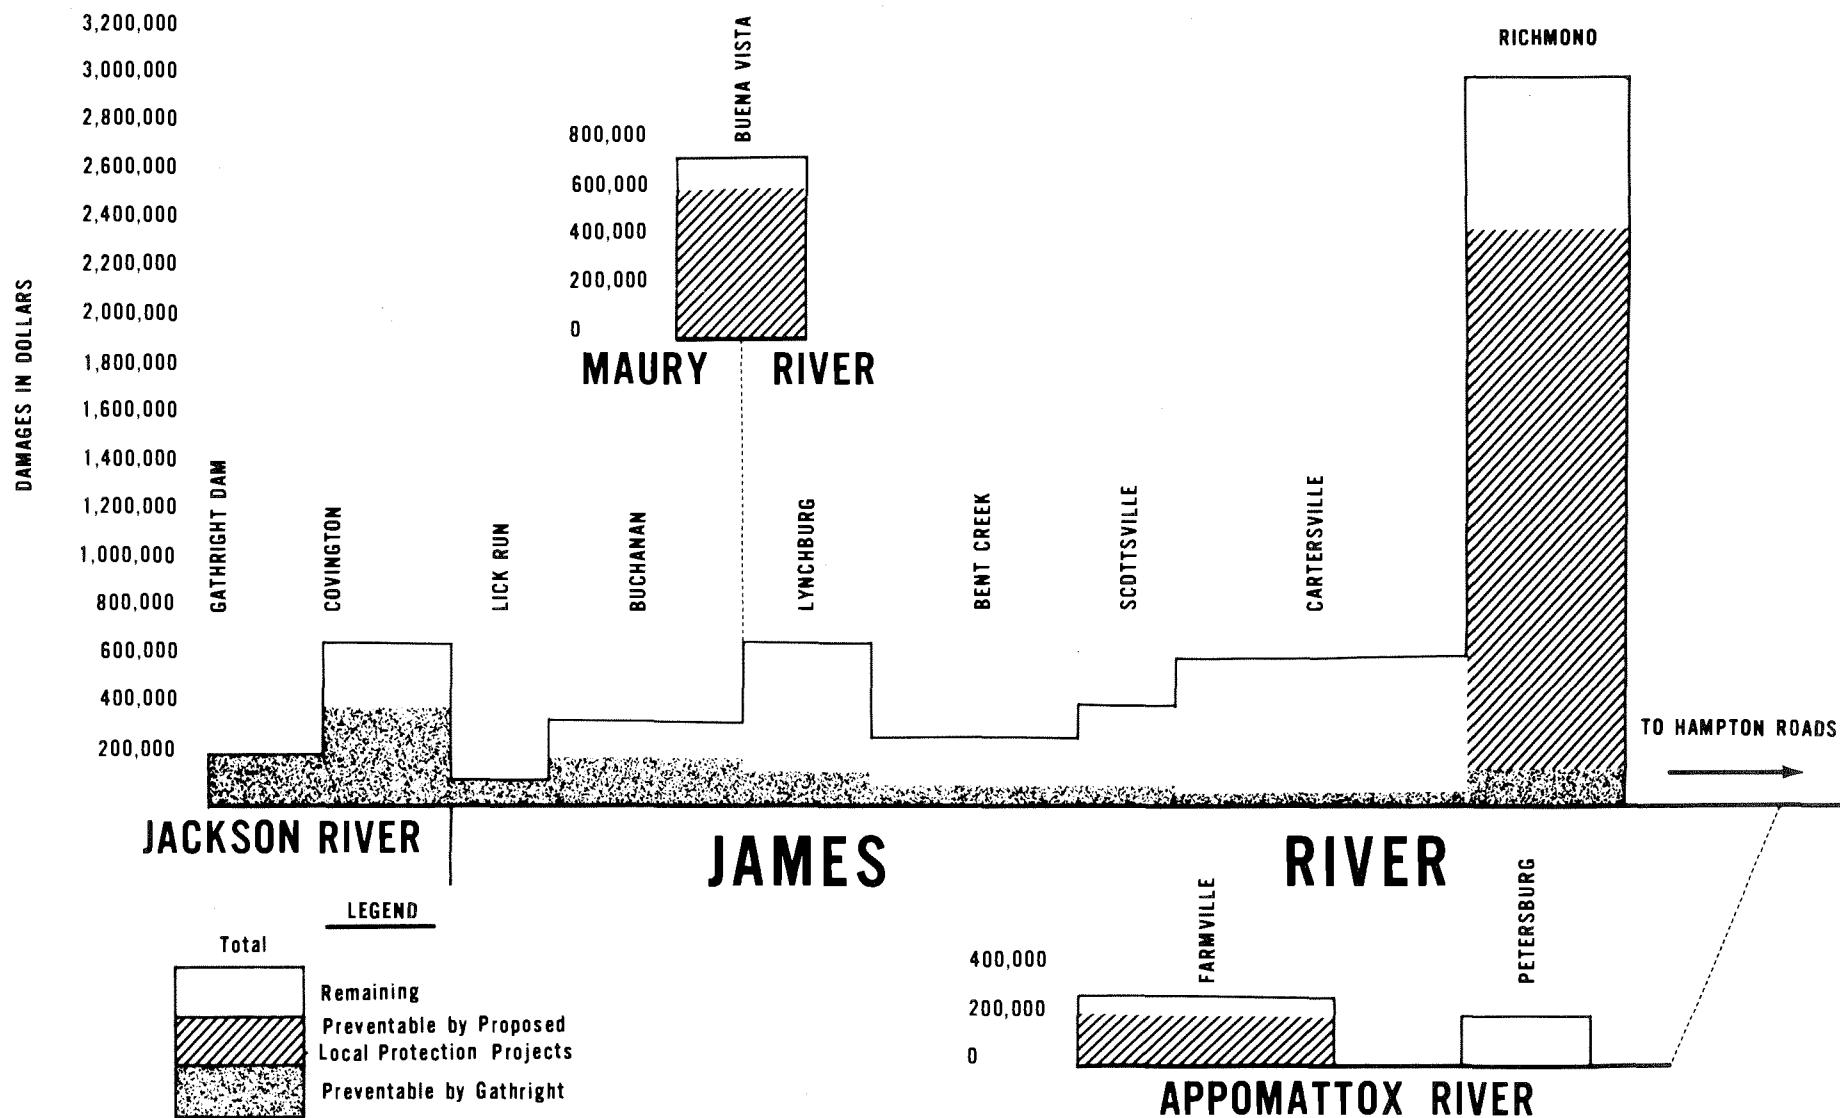 DAMAGES IN DOLLARS
3,200,000
3,000,000
2,800,000
2,600,000
2,400,000
2,200,000
2,000,000
1,800,000
1,600,000
1,400,000
1,200,000
1,000,000
800,000
600,000
400,000
200,000
BUENA VISTA
800,000
600,000
400,000
200,000
0
MAURY RIVER
RICHMOND
GATHRIGHT DAM
COVINGTON
LICK RUN
BUCHANAN
LYNCHBURG
BENT CREEK
SCOTTSVILLE
CARTERSVILLE
TO HAMPTON ROADS
JACKSON RIVER
JAMES RIVER
LEGEND
Total
Remaining
Preventable by Proposed
Local Protection Projects
Preventable by Gathright
FARMVILLE
PETERSBURG
400,000
200,000
0
APPOMATTOX RIVER